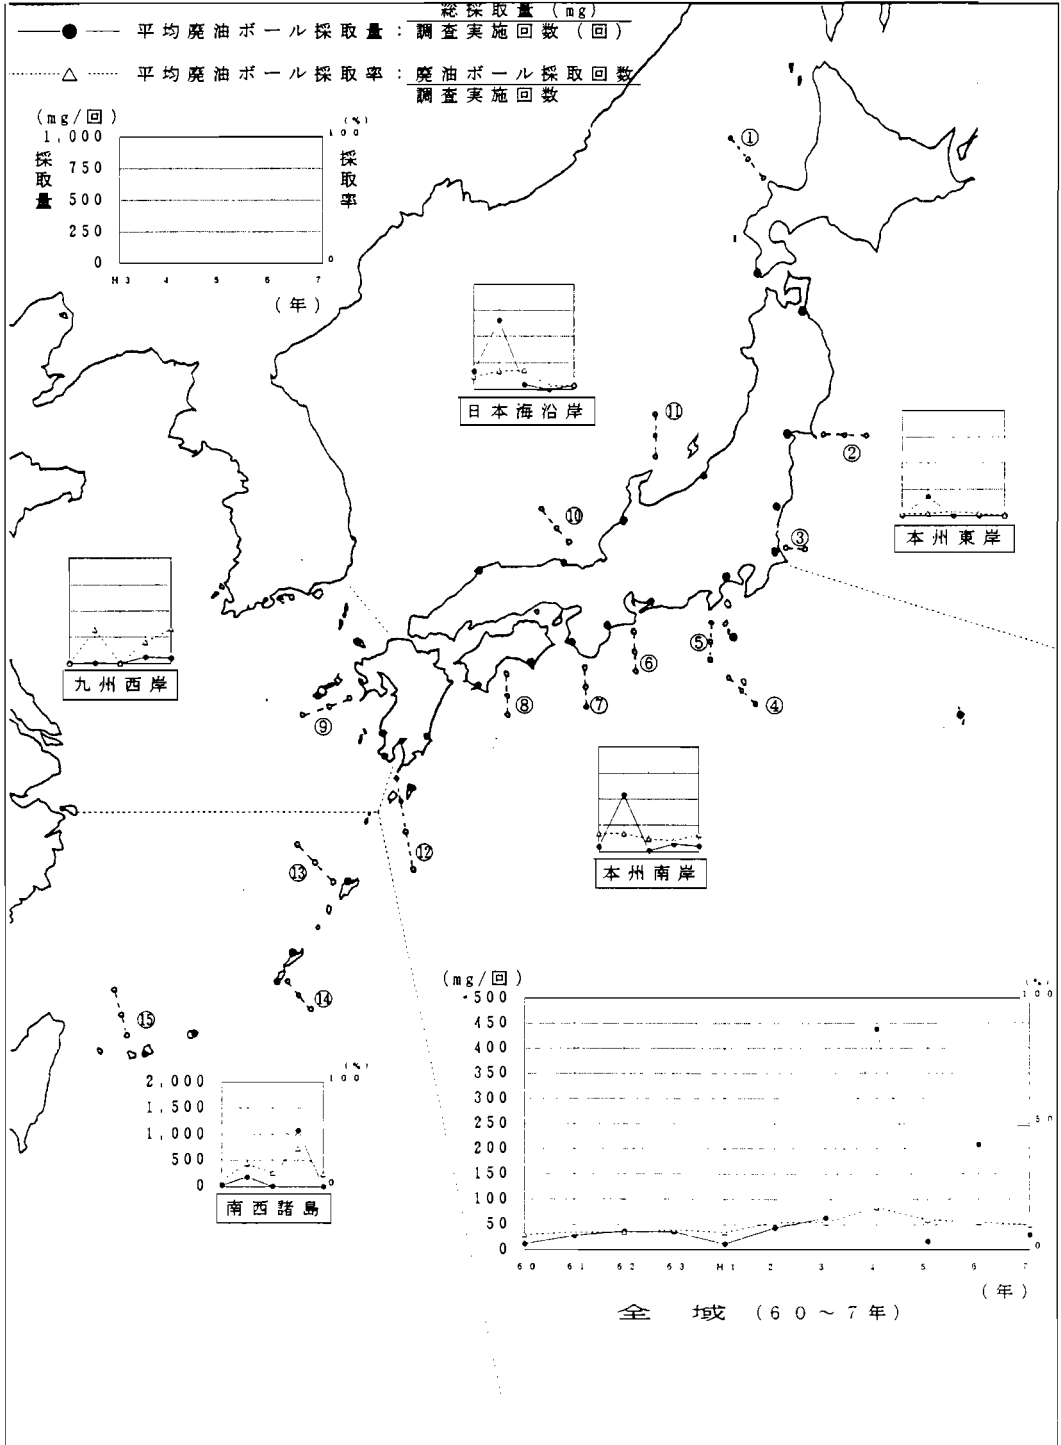 総採取量 (mg)
—●— 平均廃油ボール採取量 : 調査実施回数 (回)
……△…… 平均廃油ボール採取率 : 廃油ボール採取回数
調査実施回数
(mg/回) (%)
1,000 100
750
500
250
0 0
採取量
採取率
H3 4 5 6 7
(年)
①
日本海沿岸
⑪
②
本州東岸
⑩
③
九州西岸
⑤
⑥
⑨ ⑧ ⑦ ④
⑫
⑬
本州南岸
⑭
⑮
(%)
2,000 100
1,500
1,000
500
0 0
南西諸島
(mg/回) (%)
500 100
450
400
350
300
250 50
200
150
100
50
0 0
60 61 62 63 H1 2 3 4 5 6 7
(年)
全域 (60〜7年)